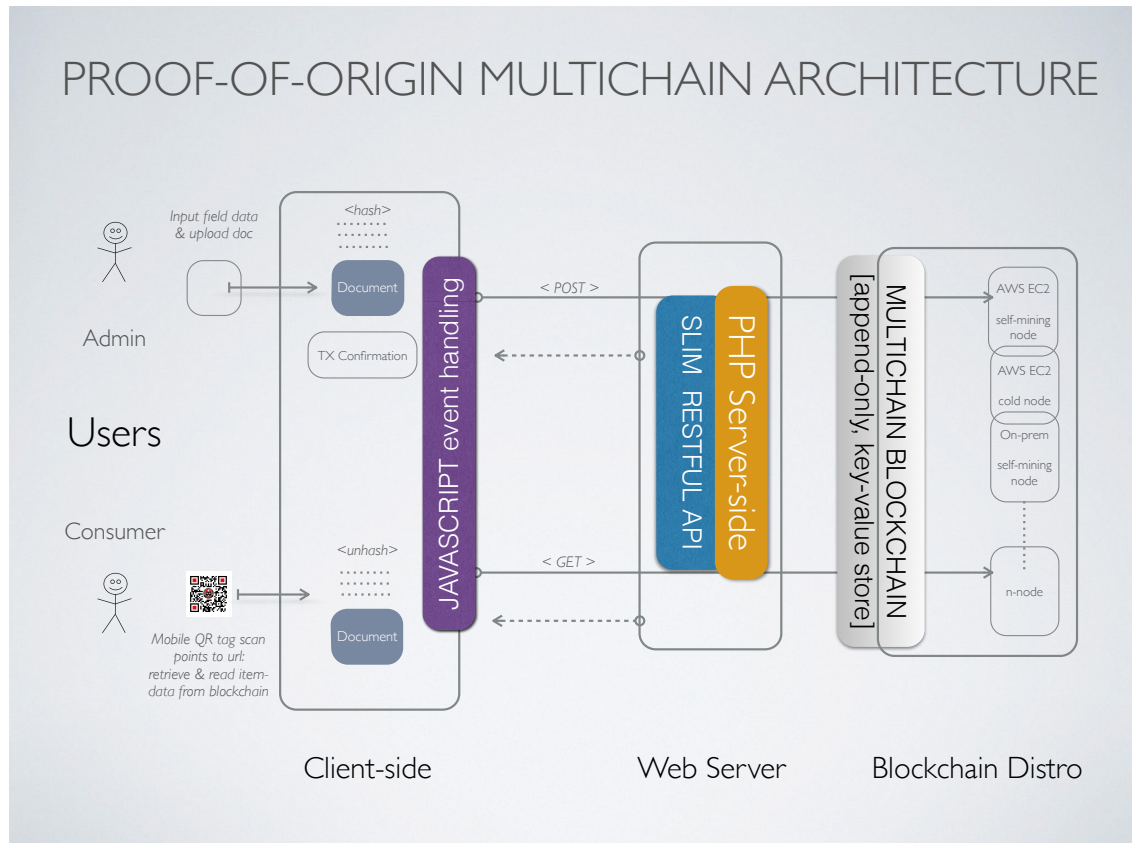 PROOF-OF-ORIGIN MULTICHAIN ARCHITECTURE
Input field data
& upload doc
Admin
Users
Consumer
Mobile QR tag scan
points to url:
retrieve & read item-
data from blockchain
<hash>
Document
TX Confirmation
<unhash>
Document
JAVASCRIPT event handling
< POST >
< GET >
SLIM RESTFUL API
PHP Server-side
MULTICHAIN BLOCKCHAIN
[append-only, key-value store]
AWS EC2
self-mining
node
AWS EC2
cold node
On-prem
self-mining
node
n-node
Client-side
Web Server
Blockchain Distro